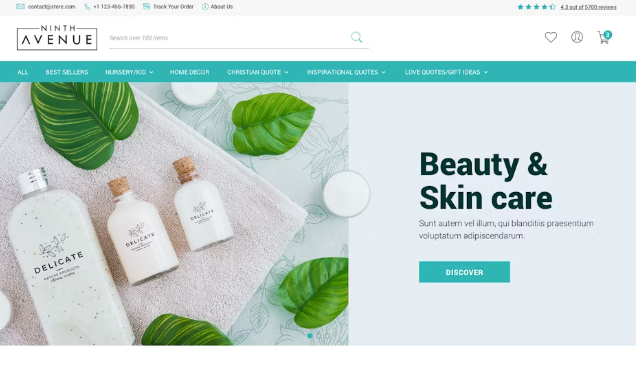 contact@store.com
+1 123-456-7890
Track Your Order
About Us
4.3 out of 5703 reviews
NINTH
AVENUE
Search over 100 items
3
ALL
BEST SELLERS
NURSERY/KID
HOME DECOR
CHRISTIAN QUOTE
INSPIRATIONAL QUOTES
LOVE QUOTES/GIFT IDEAS
Beauty &
Skin care
Sunt autem vel illum, qui blanditiis praesentium
voluptatum adipiscendarum.
DISCOVER
DELICATE
DELICATE
DELICATE